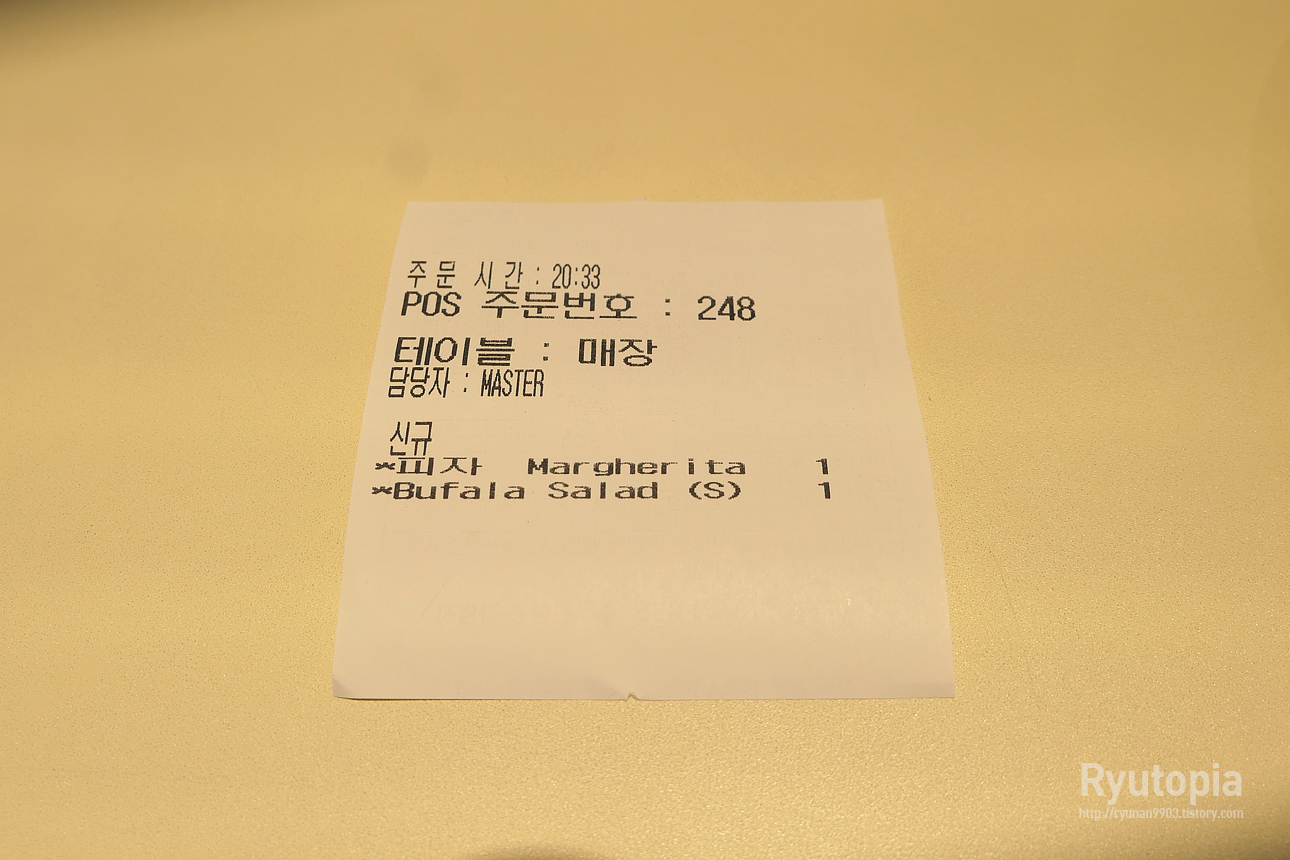 주문 시간 : 20:33
POS 주문번호 : 248
테이블 : 매장
담당자 : MASTER
신규
*피자 Margherita 1
*Bufala Salad (S) 1
Ryutopia
http://ryunan9903.tistory.com